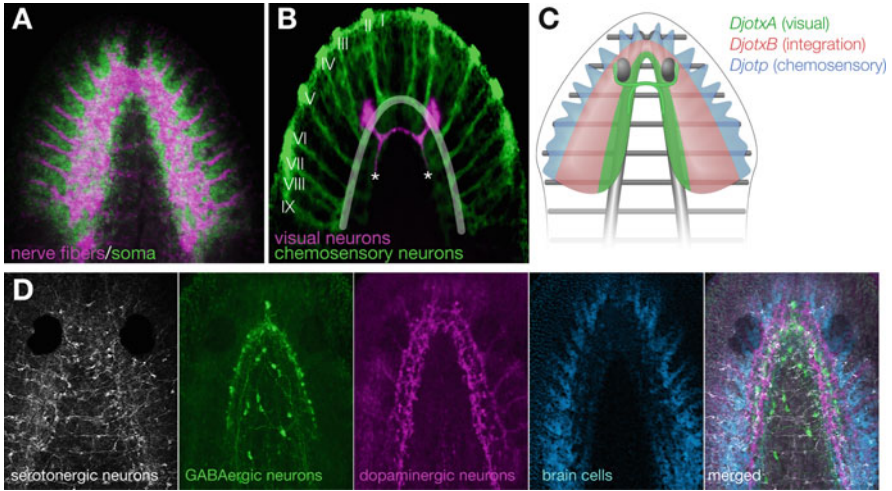 A
nerve fibers/soma
B
I
II
III
IV
V
VI
VII
VIII
IX
*
*
visual neurons
chemosensory neurons
C
DjotxA (visual)
DjotxB (integration)
Djotp (chemosensory)
D
serotonergic neurons
GABAergic neurons
dopaminergic neurons
brain cells
merged